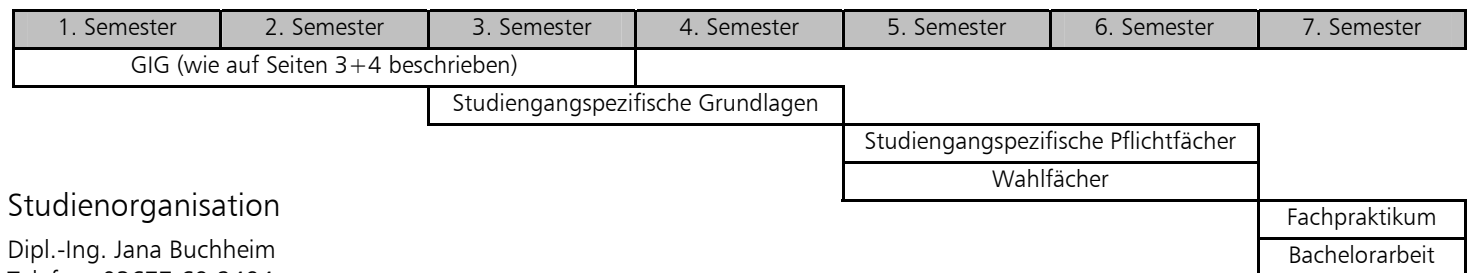 1. Semester 2. Semester 3. Semester 4. Semester 5. Semester 6. Semester 7. Semester
GIG (wie auf Seiten 3+4 beschrieben)
Studiengangspezifische Grundlagen
Studiengangspezifische Pflichtfächer
Wahlfächer
Studienorganisation
Fachpraktikum
Dipl.-Ing. Jana Buchheim
Bachelorarbeit